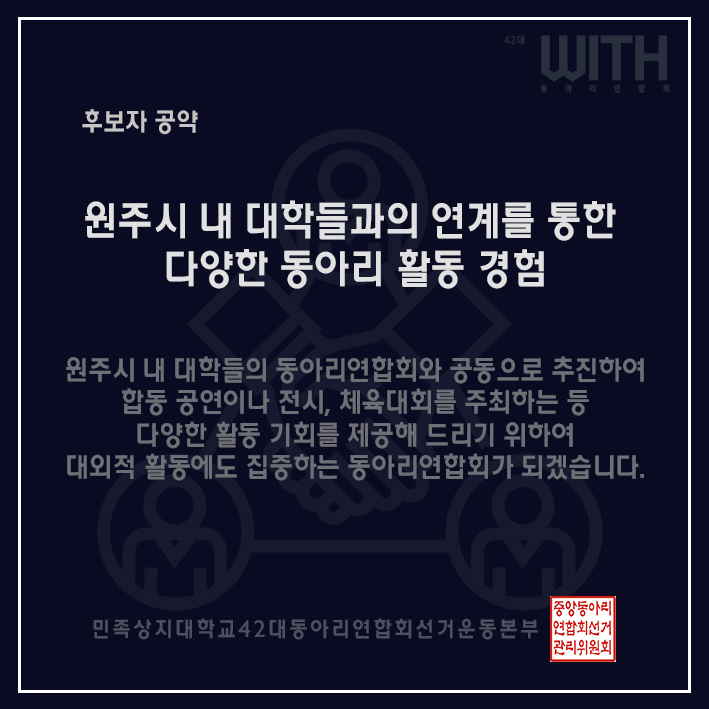 42대
WITH
동아리연합회
후보자 공약
원주시 내 대학들과의 연계를 통한
다양한 동아리 활동 경험
원주시 내 대학들의 동아리연합회와 공동으로 추진하여
합동 공연이나 전시, 체육대회를 주최하는 등
다양한 활동 기회를 제공해 드리기 위하여
대외적 활동에도 집중하는 동아리연합회가 되겠습니다.
민족상지대학교42대동아리연합회선거운동본부
중앙동아리
연합회선거
관리위원회